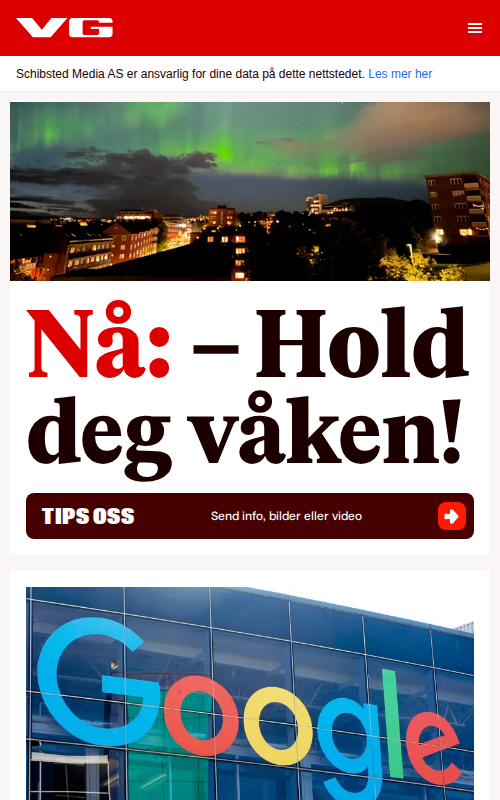 VG
Schibsted Media AS er ansvarlig for dine data på dette nettstedet. Les mer her
Nå: – Hold
deg våken!
TIPS OSS
Send info, bilder eller video
Google